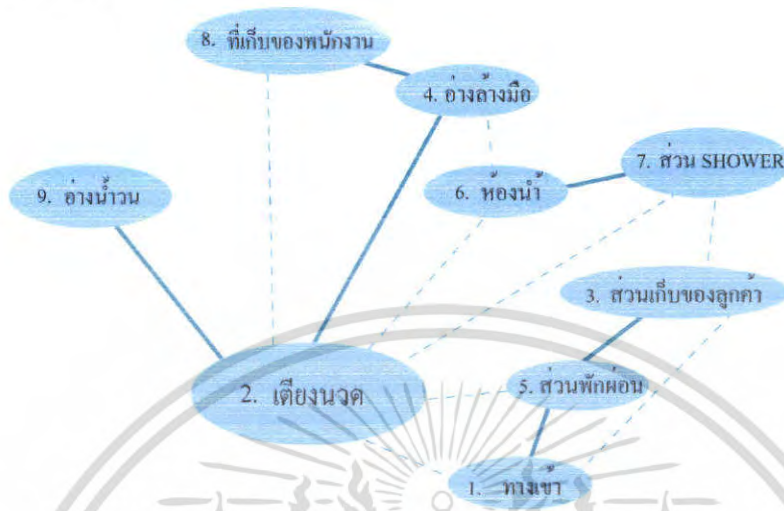 8. ที่เก็บของพนักงาน
4. อ่างล้างมือ
7. ส่วน SHOWER
9. อ่างน้ำวน
6. ห้องน้ำ
3. ส่วนเก็บของลูกค้า
2. เตียงนวด
5. ส่วนพักผ่อน
1. ทางเข้า